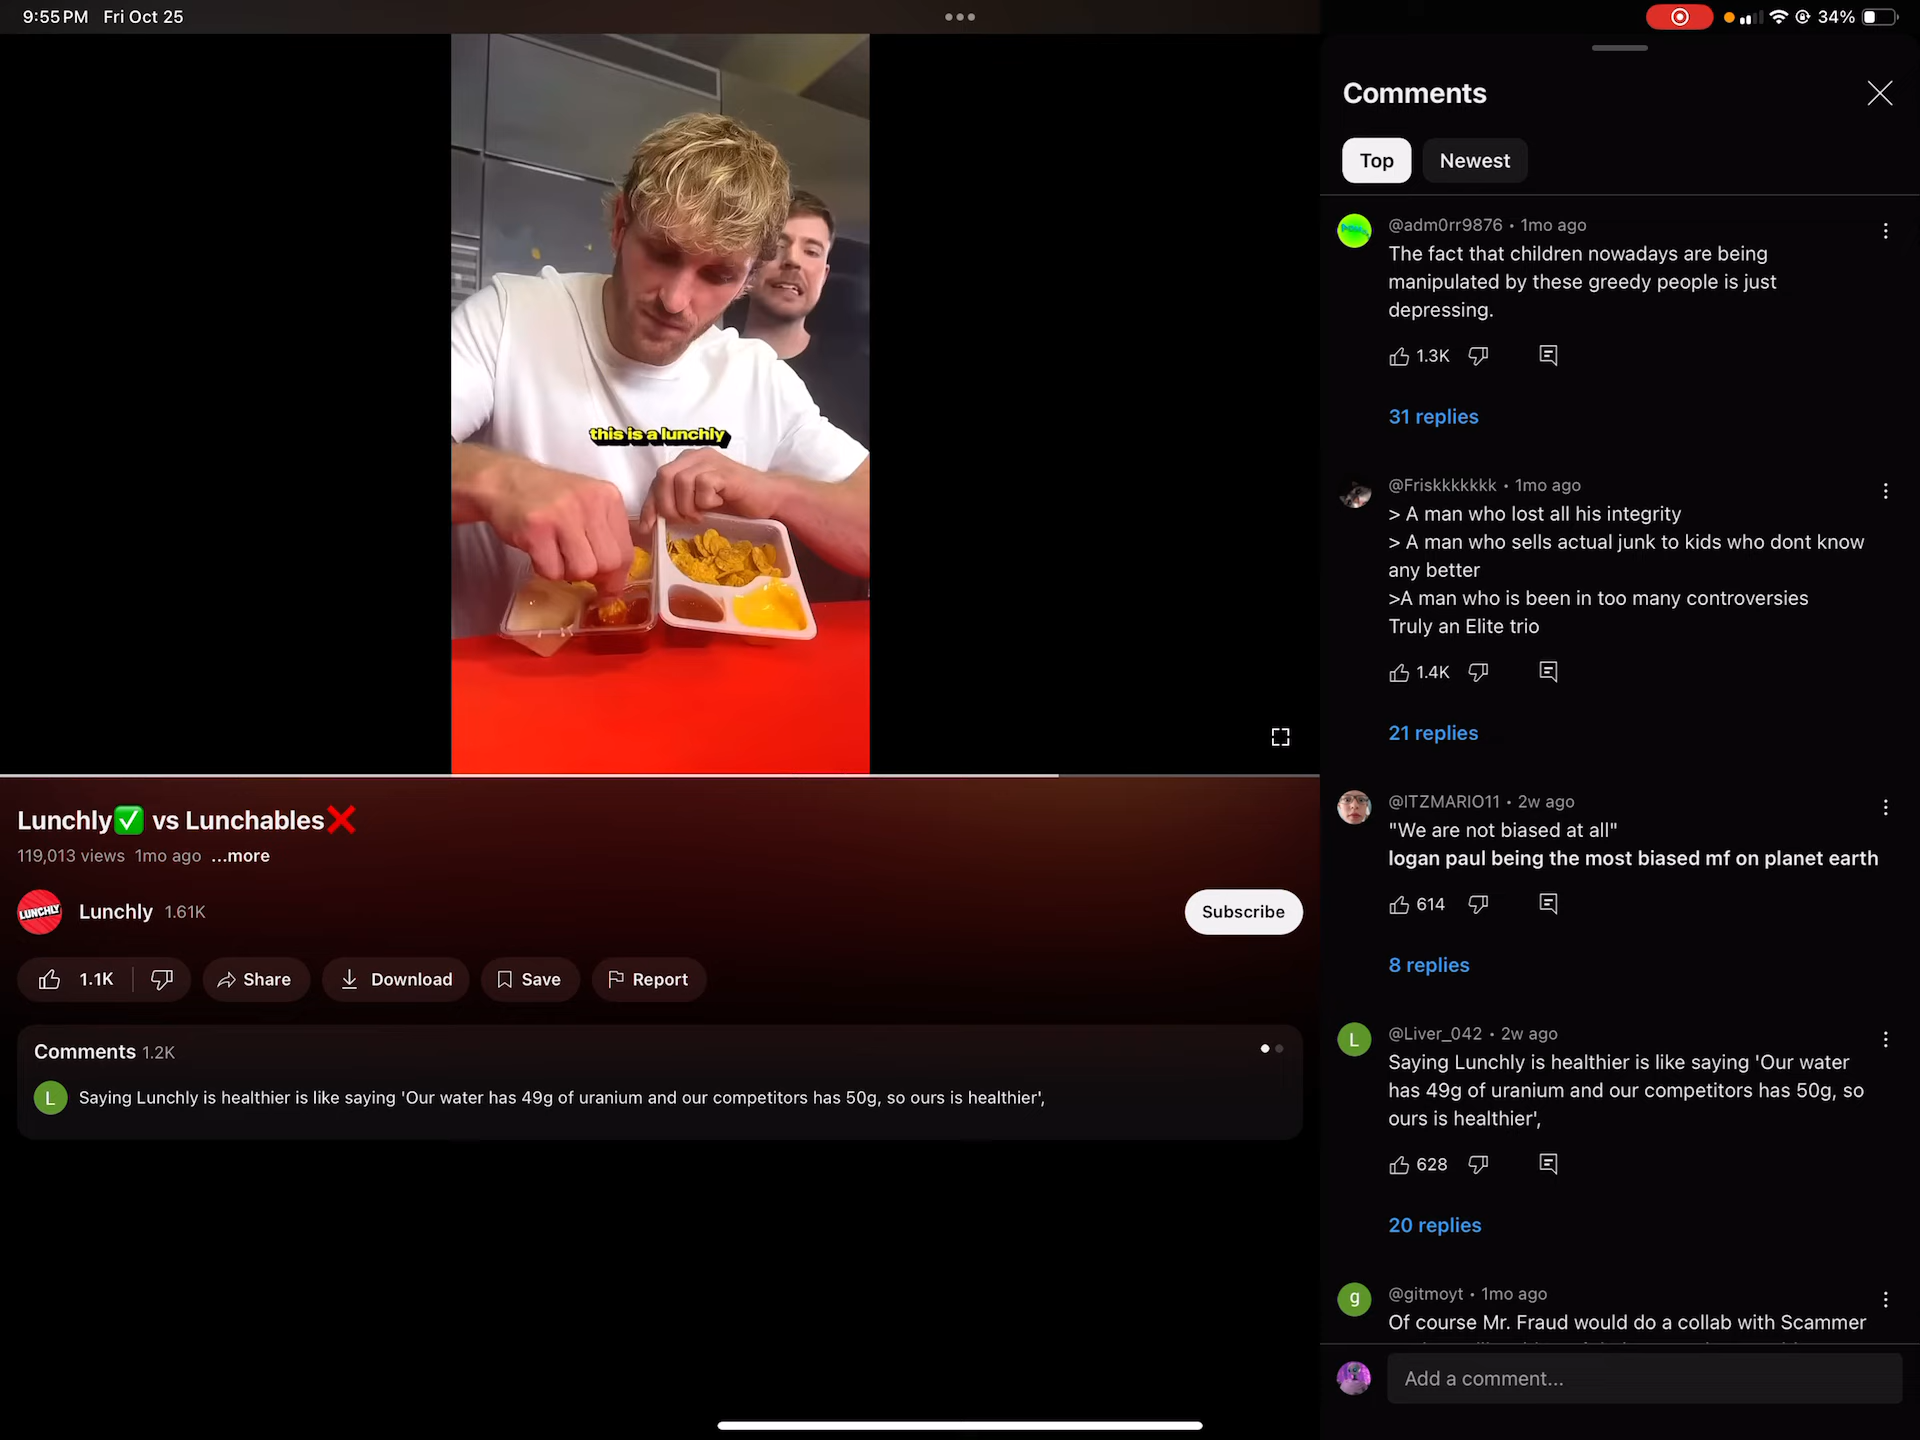 9:55 PM Fri Oct 25
34%
this is a lunchly
Lunchly✅ vs Lunchables❌
119,013 views 1mo ago ...more
LUNCHLY
Lunchly 1.61K
Subscribe
1.1K
Share
Download
Save
Report
Comments 1.2K
L
Saying Lunchly is healthier is like saying 'Our water has 49g of uranium and our competitors has 50g, so ours is healthier',
Comments
Top
Newest
@adm0rr9876 • 1mo ago
The fact that children nowadays are being
manipulated by these greedy people is just
depressing.
1.3K
31 replies
@Friskkkkkkk • 1mo ago
> A man who lost all his integrity
> A man who sells actual junk to kids who dont know
any better
>A man who is been in too many controversies
Truly an Elite trio
1.4K
21 replies
@ITZMARIO11 • 2w ago
"We are not biased at all"
logan paul being the most biased mf on planet earth
614
8 replies
L
@Liver_042 • 2w ago
Saying Lunchly is healthier is like saying 'Our water
has 49g of uranium and our competitors has 50g, so
ours is healthier',
628
20 replies
g
@gitmoyt • 1mo ago
Of course Mr. Fraud would do a collab with Scammer
Add a comment...